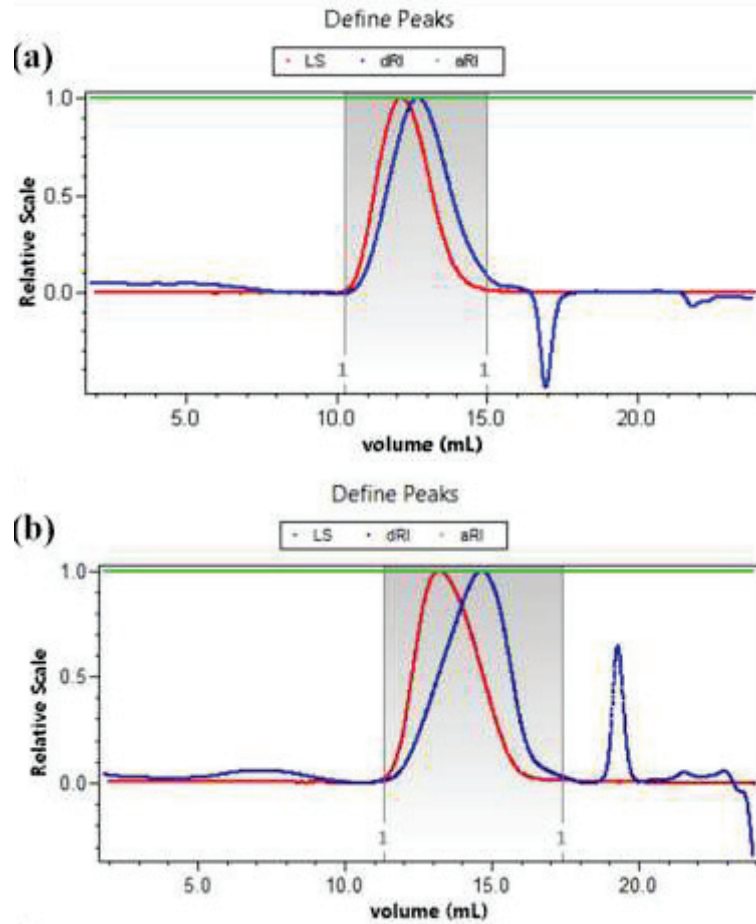 Define Peaks
(a)
LS dRI aRI
1.0
0.5
0.0
Relative Scale
1 1
5.0 10.0 15.0 20.0
volume (mL)
Define Peaks
(b)
LS dRI aRI
1.0
0.5
0.0
Relative Scale
1 1
5.0 10.0 15.0 20.0
volume (mL)